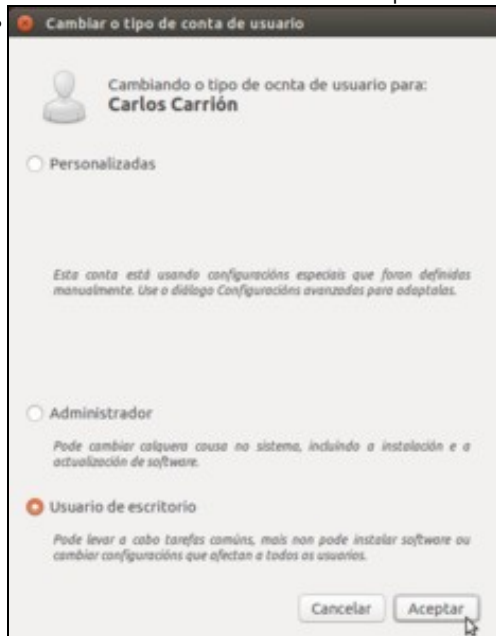 Cambiar o tipo de conta de usuario
Cambiando o tipo de ocnta de usuario para:
Carlos Carrión
Personalizadas
Esta conta está usando configuracións especiais que foron definidas
manualmente. Use o diálogo Configuracións avanzadas para adaptalas.
Administrador
Pode cambiar calquera cousa no sistema, incluíndo a instalación e a
actualización de software.
Usuario de escritorio
Pode levar a cabo tarefas comúns, mais non pode instalar software ou
cambiar configuracións que afectan a todos os usuarios.
Cancelar
Aceptar